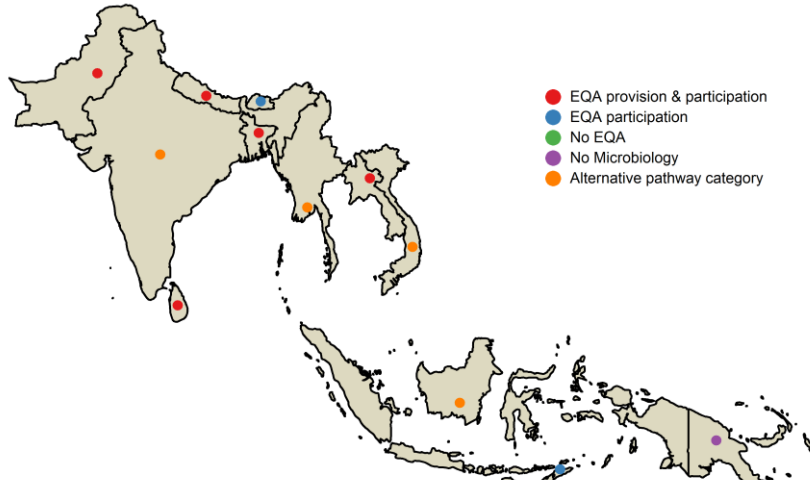 EQA provision & participation
EQA participation
No EQA
No Microbiology
Alternative pathway category